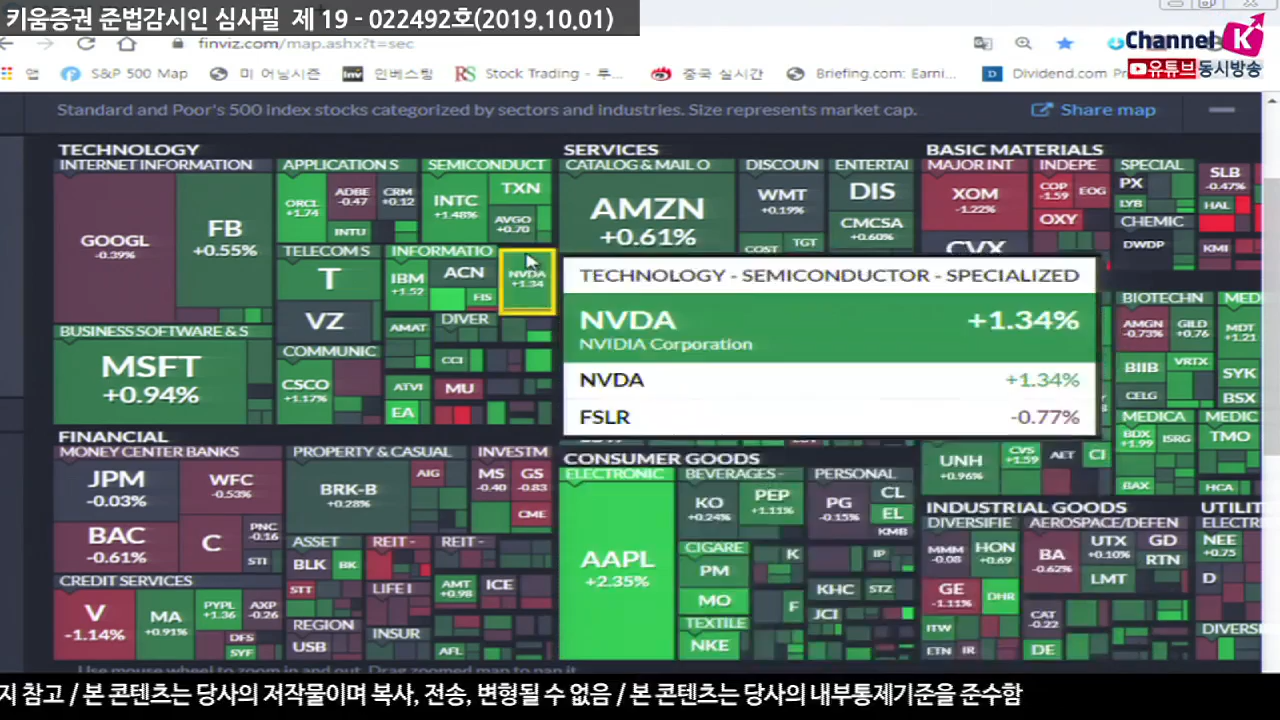 키움증권 준법감시인 심사필 제 19 - 022492호(2019.10.01)
Channel K
유튜브동시방송
finviz.com/map.ashx?t=sec
앱 S&P 500 Map 미 어닝시즌 Inv 인베스팅 RS Stock Trading - 투... 중국 실시간 Briefing.com: Earni... D Dividend.com
Standard and Poor's 500 index stocks categorized by sectors and industries. Size represents market cap.
Share map
TECHNOLOGY
INTERNET INFORMATION
GOOGL
-0.39%
FB
+0.55%
APPLICATION S
ORCL
+1.74
ADBE
-0.47
CRM
+0.12
INTU
SEMICONDUCT
INTC
+1.48%
TXN
AVGO
+0.70
TELECOM S
T
VZ
INFORMATIO
IBM
+1.52
ACN
FIS
NVDA
+1.34
BUSINESS SOFTWARE & S
MSFT
+0.94%
COMMUNIC
CSCO
+1.17%
AMAT
DIVER
CCI
ATVI
MU
EA
SERVICES
CATALOG & MAIL O
AMZN
+0.61%
DISCOUN
WMT
+0.19%
COST
TGT
ENTERTAI
DIS
CMCSA
+0.60%
BASIC MATERIALS
MAJOR INT
XOM
-1.22%
CVX
INDEPE
COP
-1.59
EOG
OXY
SPECIAL
PX
LYB
CHEMIC
DWDP
SLB
-0.47%
HAL
KMI
TECHNOLOGY - SEMICONDUCTOR - SPECIALIZED
NVDA +1.34%
NVIDIA Corporation
NVDA +1.34%
FSLR -0.77%
BIOTECHN
AMGN
-0.73%
GILD
+0.76
BIIB
VRTX
CELG
MED
MDT
+1.21
SYK
BSX
MEDICA
BDX
+1.99
ISRG
BAX
MEDIC
TMO
HCA
UNH
+0.96%
CVS
+1.59
AET
CI
FINANCIAL
MONEY CENTER BANKS
JPM
-0.03%
WFC
-0.53%
BAC
-0.61%
C
PNC
-0.16
STI
PROPERTY & CASUAL
BRK-B
+0.28%
AIG
INVESTM
MS
-0.40
GS
-0.83
CME
ASSET
BLK
BK
STT
REIT -
REIT -
AMT
+0.98
ICE
LIFE I
REGION
USB
INSUR
AFL
CREDIT SERVICES
V
-1.14%
MA
+0.91%
PYPL
+1.36
AXP
-0.26
DFS
SYF
CONSUMER GOODS
ELECTRONIC
AAPL
+2.35%
BEVERAGES -
KO
+0.24%
PEP
+1.11%
PERSONAL
PG
-0.15%
CL
EL
KMB
CIGARE
PM
MO
K
IP
KHC
STZ
F
JCI
TEXTILE
NKE
INDUSTRIAL GOODS
DIVERSIFIE
MMM
-0.08
HON
+0.69
GE
-1.11%
DHR
ITW
ETN
IR
AEROSPACE/DEFEN
BA
-0.62%
UTX
+0.10%
GD
RTN
LMT
CAT
-0.22
DE
UTILIT
ELECTRI
NEE
+0.75
D
DIVERSI
Use mouse wheel to zoom in and out. Drag zoomed map to pan it.
지 참고 / 본 콘텐츠는 당사의 저작물이며 복사, 전송, 변형될 수 없음 / 본 콘텐츠는 당사의 내부통제기준을 준수함